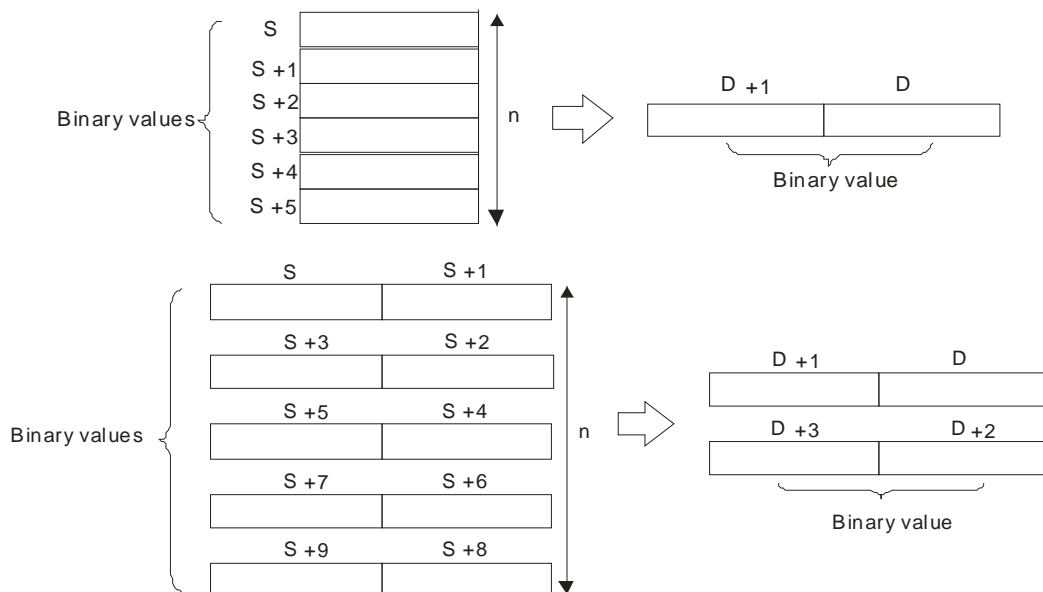 S
S +1
S +2
S +3
S +4
S +5
Binary values
n
D +1 D
Binary value
S S +1
S +3 S +2
S +5 S +4
S +7 S +6
S +9 S +8
Binary values
n
D +1 D
D +3 D +2
Binary value